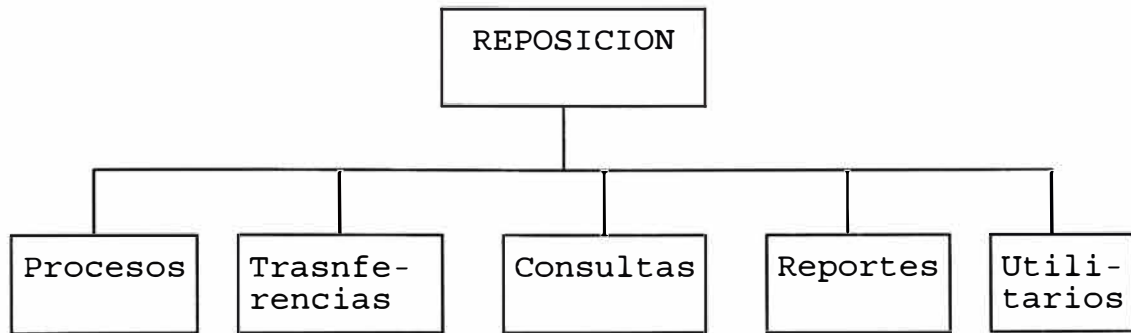 REPOSICION
Procesos
Trasnfe-
rencias
Consultas
Reportes
Utili-
tarios